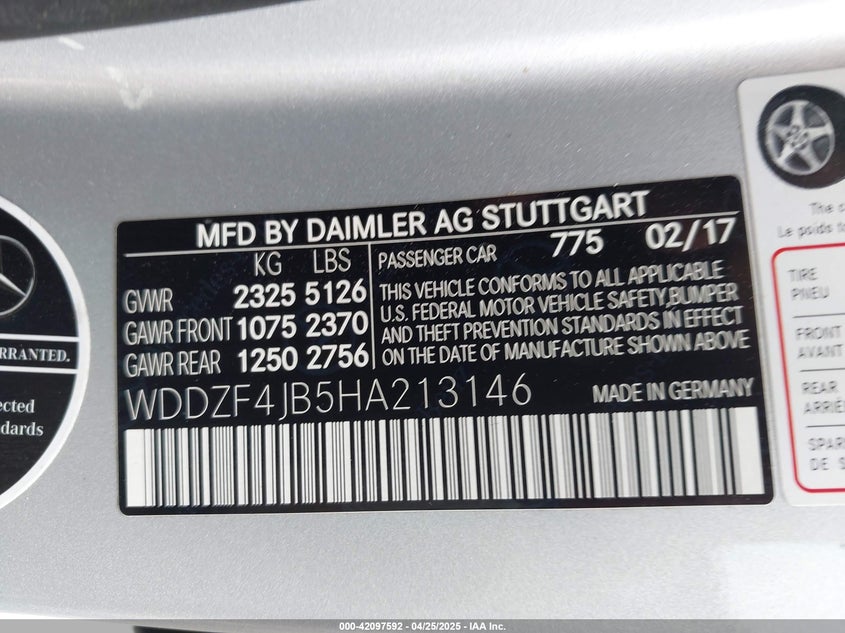 MFD BY DAIMLER AG STUTTGART
KG LBS
GVWR 2325 5126
GAWR FRONT 1075 2370
GAWR REAR 1250 2756
PASSENGER CAR 775 02/17
THIS VEHICLE CONFORMS TO ALL APPLICABLE
U.S. FEDERAL MOTOR VEHICLE SAFETY,BUMPER
AND THEFT PREVENTION STANDARDS IN EFFECT
ON THE DATE OF MANUFACTURE SHOWN ABOVE
WDDZF4JB5HA213146 MADE IN GERMANY
The c
Le poids to
TIRE
PNEU
FRONT
AVANT
REAR
ARRIÈ
SPAR
DE S
RRANTED.
ected
ndards
000-42097592 / 04/25/2025 - IAA Inc.